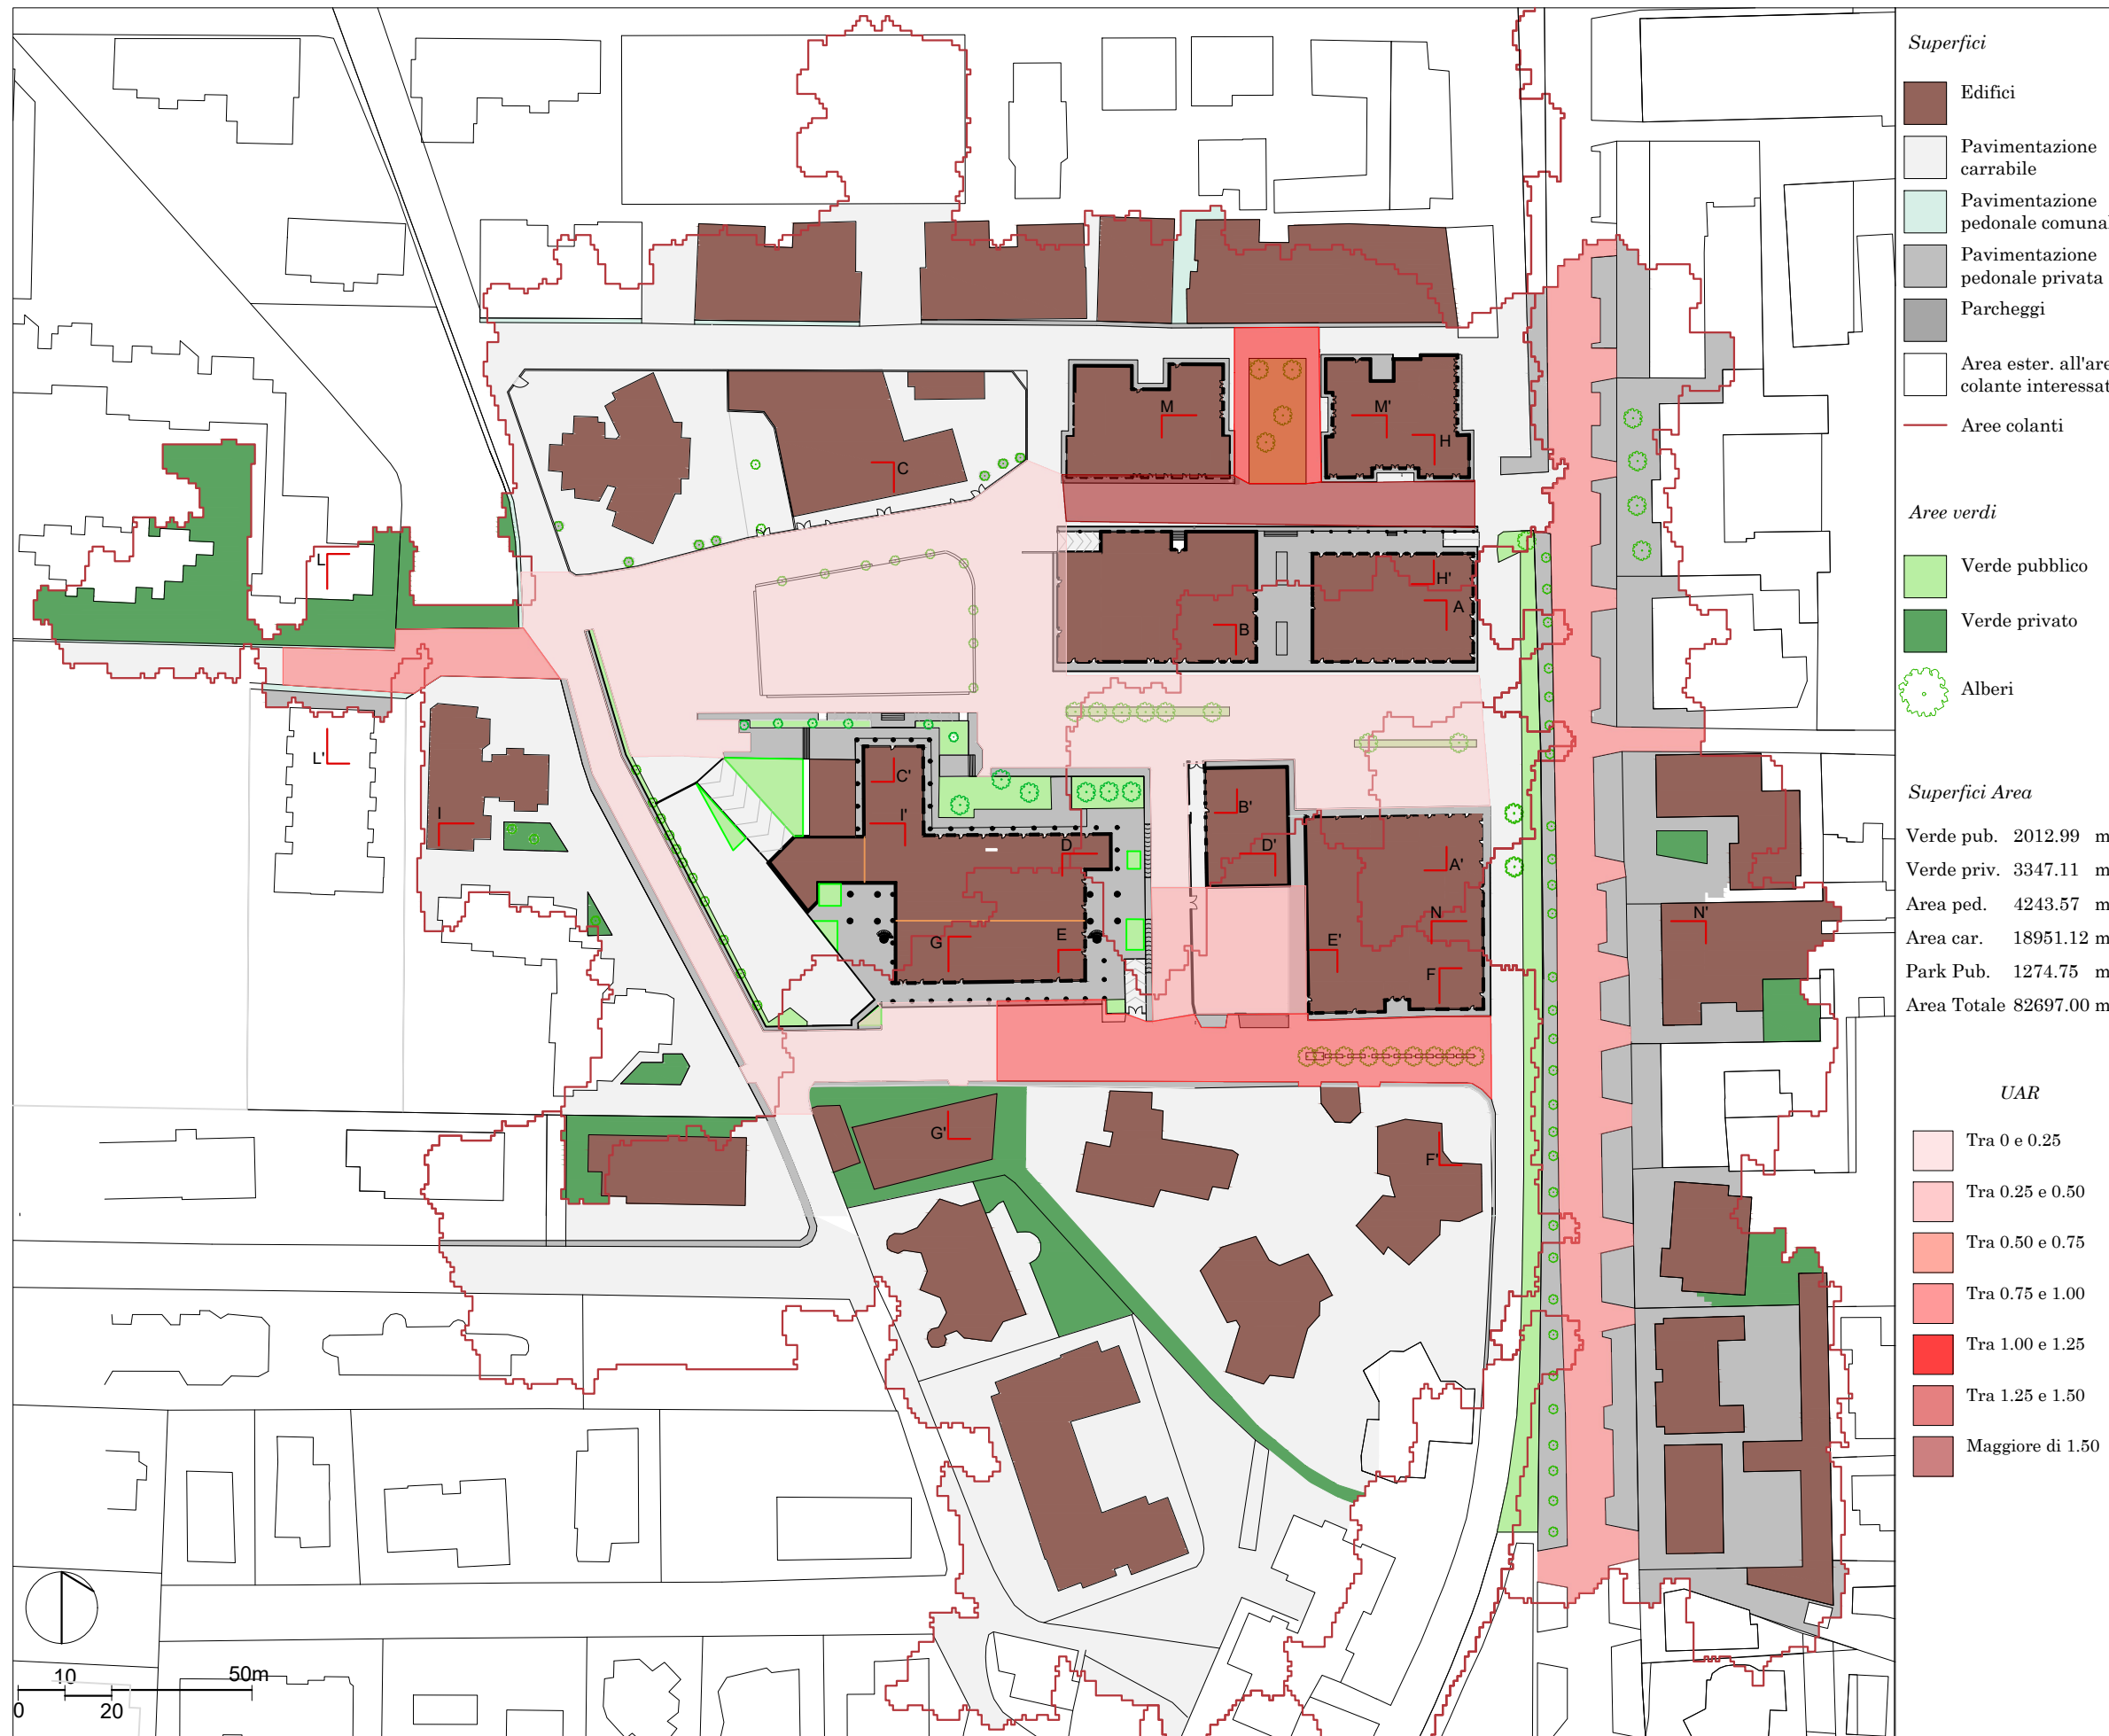 Superfici
Edifici
Pavimentazione
carrabile
Pavimentazione
pedonale
Pavimentazione
pedonale privata
Parcheggi
Area ester.
colante
Aree colanti
Aree verdi
Verde pubblico
Verde privato
Alberi
Superfici Area
Verde pub. 2012.99 m
Verde priv. 3347.11 m
Area ped. 4243.57 m
Area car. 18951.12 m
Park Pub. 1274.75 m
Area Totale 82697.00 m
UAR
Tra 0 e 0.25
Tra 0.25 e 0.50
Tra 0.50 e 0.75
Tra 0.75 e 1.00
Tra 1.00 e 1.25
Tra 1.25 e 1.50
Maggiore di 1.50
M
M'
H
C
L
H'
A
B
L'
C'
I'
I
B'
D
D'
A'
N
N'
G
E
E'
F
G'
F'
10
50m
0
20